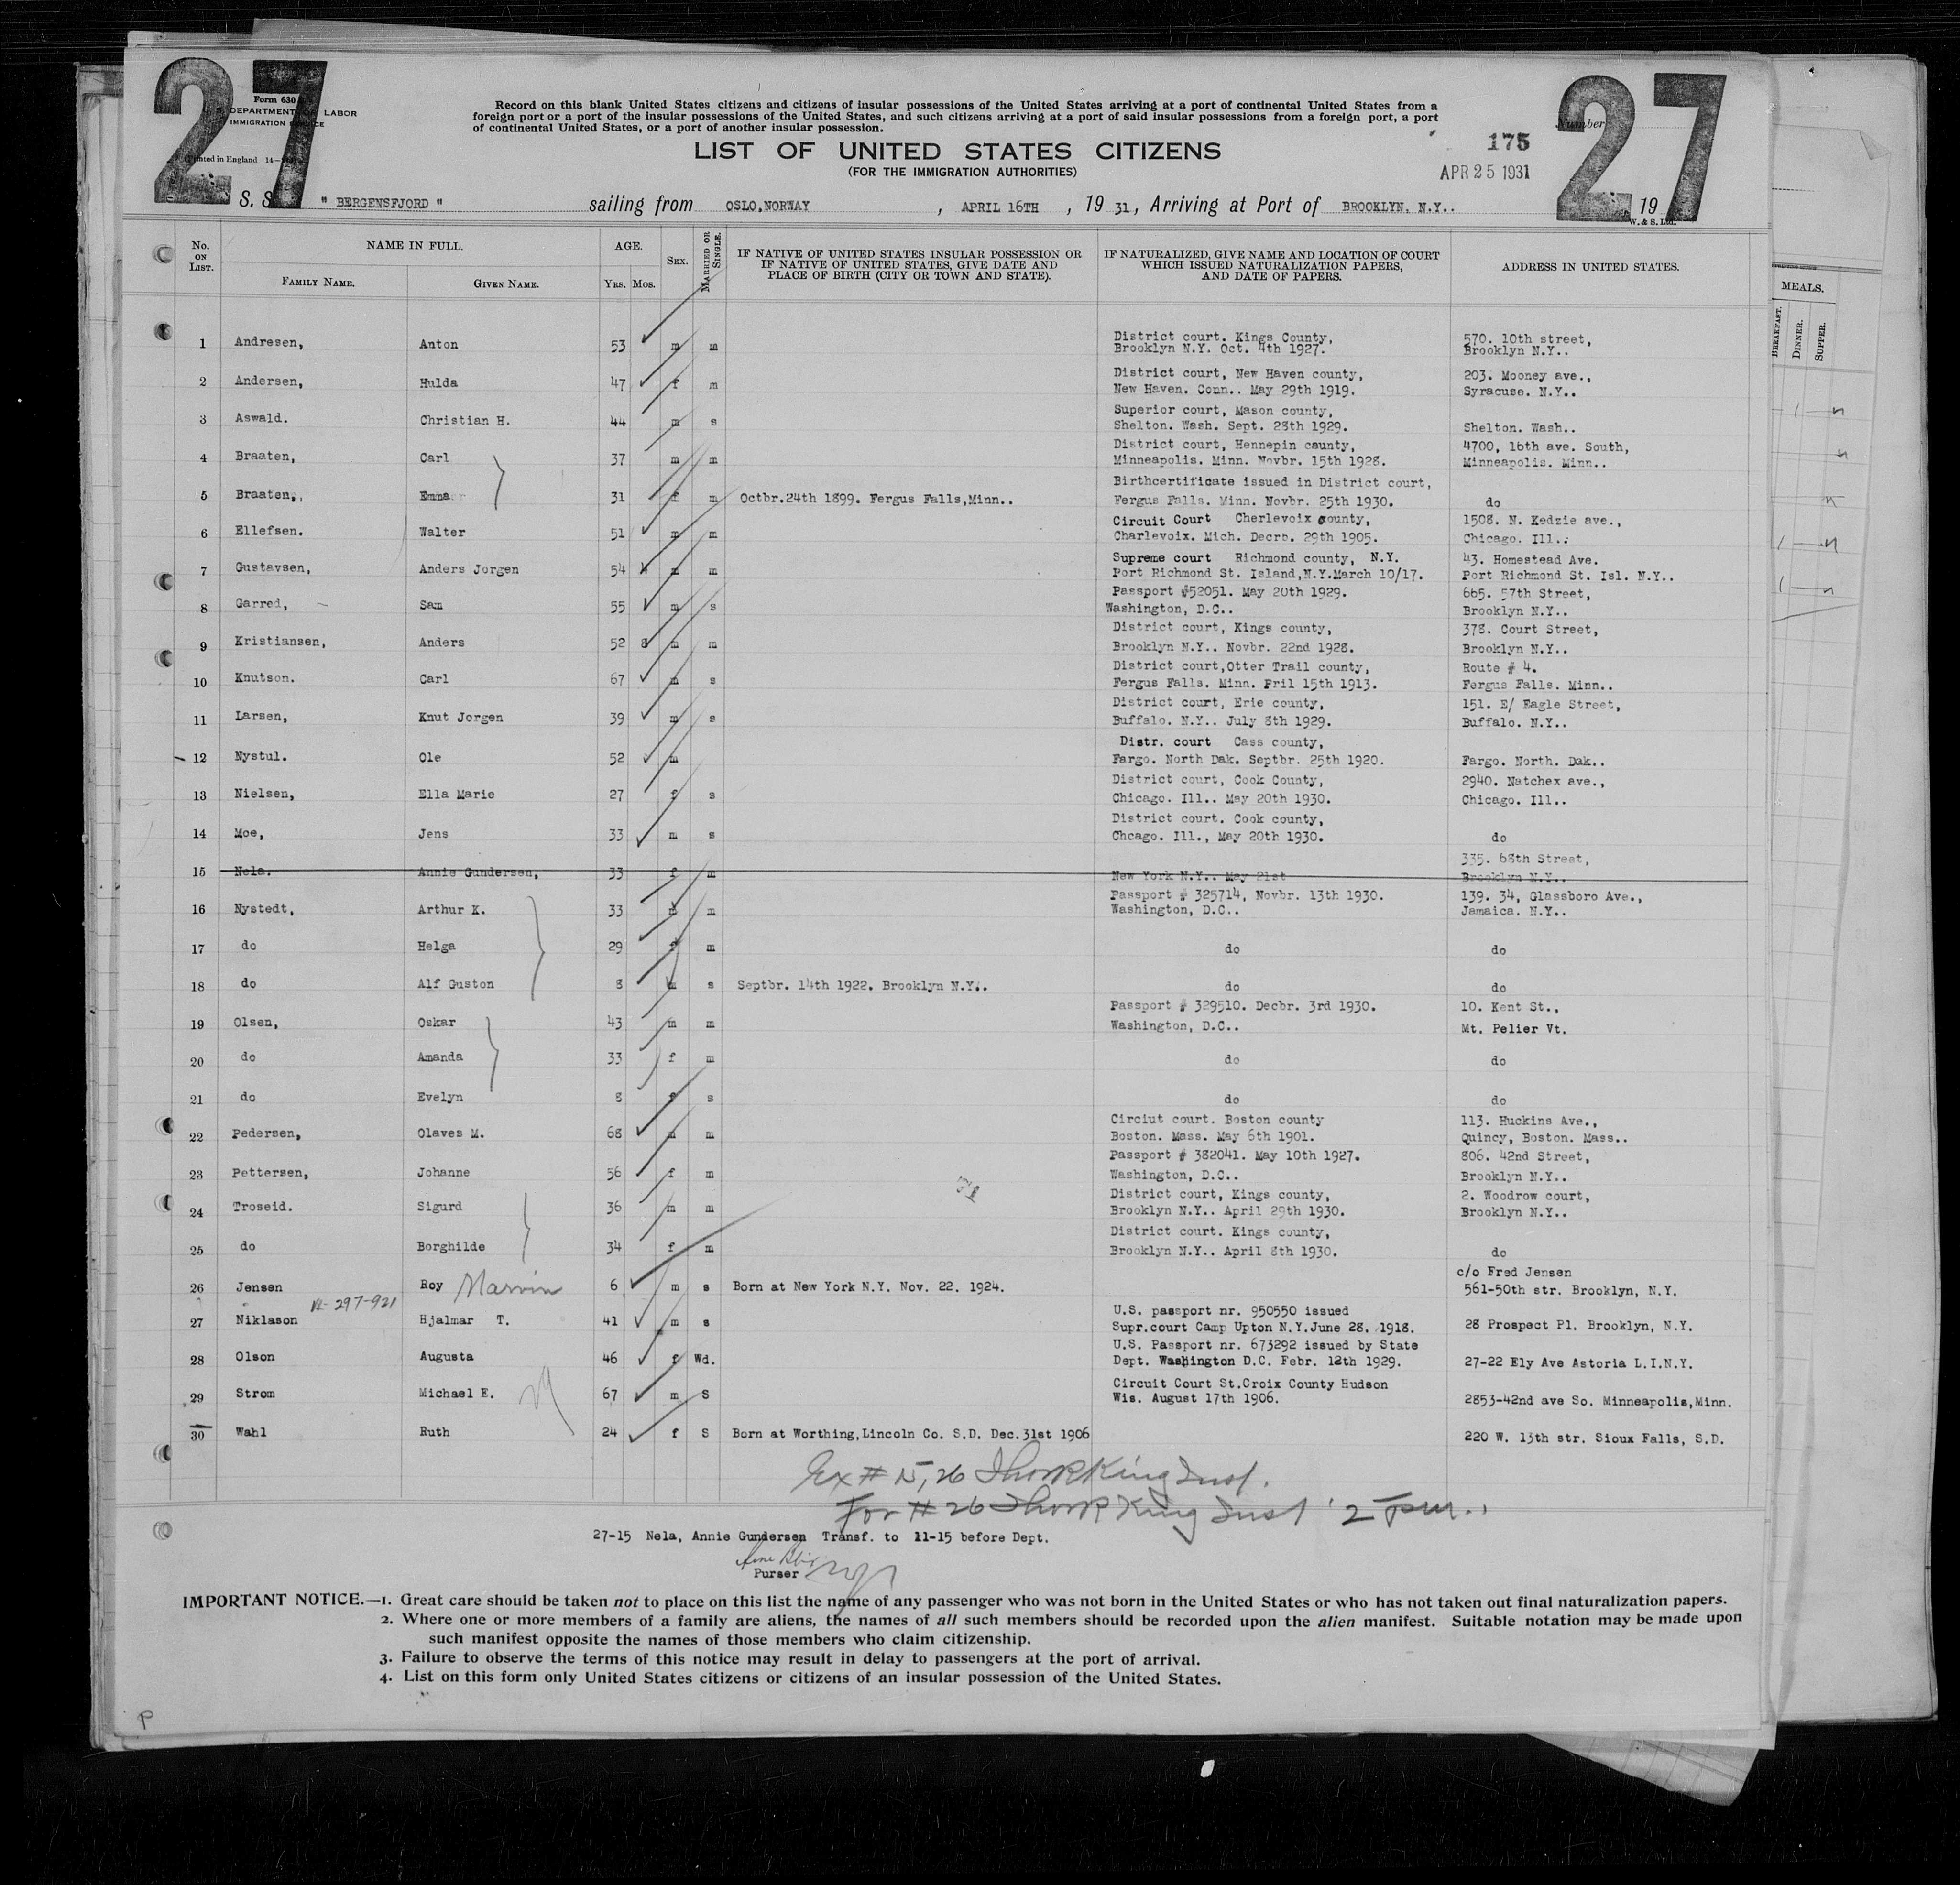 27
27
Form 630
DEPARTMENT OF LABOR
IMMIGRATION SERVICE
Printed in England 14—
Number
Record on this blank United States citizens and citizens of insular possessions of the United States arriving at a port of continental United States from a
foreign port or a port of the insular possessions of the United States, and such citizens arriving at a port of said insular possessions from a foreign port, a port
of continental United States, or a port of another insular possession.
LIST OF UNITED STATES CITIZENS
(FOR THE IMMIGRATION AUTHORITIES)
175
APR 25 1931
S. S. " BERGENSFJORD " sailing from OSLO,NORWAY , APRIL 16TH , 19 31, Arriving at Port of BROOKLYN. N.Y.. , 19
W. & S. Ltd.
No. ON LIST. NAME IN FULL. FAMILY NAME. GIVEN NAME. AGE. YRS. MOS. SEX. MARRIED OR SINGLE. IF NATIVE OF UNITED STATES INSULAR POSSESSION OR IF NATIVE OF UNITED STATES, GIVE DATE AND PLACE OF BIRTH (CITY OR TOWN AND STATE). IF NATURALIZED, GIVE NAME AND LOCATION OF COURT WHICH ISSUED NATURALIZATION PAPERS, AND DATE OF PAPERS. ADDRESS IN UNITED STATES.
MEALS.
BREAKFAST. DINNER. SUPPER.
District court. Kings County, 570. 10th street,
1 Andresen, Anton 53 m m Brooklyn N.Y. Oct. 4th 1927. Brooklyn N.Y..
District court, New Haven county, 203. Mooney ave.,
2 Andersen, Hulda 47 f m New Haven. Conn.. May 29th 1919. Syracuse. N.Y..
Superior court, Mason county,
3 Aswald. Christian H. 44 m s Shelton. Wash. Sept. 28th 1929. Shelton. Wash..
District court, Hennepin county, 4700, 16th ave. South,
4 Braaten, Carl 37 m m Minneapolis. Minn. Novbr. 15th 1928. Minneapolis. Minn..
Birthcertificate issued in District court,
5 Braaten,, Emma 31 f m Octbr.24th 1899. Fergus Falls,Minn.. Fergus Falls. Minn. Novbr. 25th 1930. do
Circuit Court Cherlevoix county, 1508. N. Kedzie ave.,
6 Ellefsen. Walter 51 m m Charlevoix. Mich. Decrb. 29th 1905. Chicago. Ill..
Supreme court Richmond county, N.Y. 43. Homestead Ave.
7 Gustavsen, Anders Jorgen 54 4 m m Port Richmond St. Island,N.Y.March 10/17. Port Richmond St. Isl. N.Y..
Passport #52051. May 20th 1929. 665. 57th Street,
8 Garred, Sam 55 m s Washington, D.C.. Brooklyn N.Y..
District court, Kings county, 378. Court Street,
9 Kristiansen, Anders 52 8 m m Brooklyn N.Y.. Novbr. 22nd 1928. Brooklyn N.Y..
District court,Otter Trail county, Route # 4.
10 Knutson. Carl 67 m s Fergus Falls. Minn. Pril 15th 1913. Fergus Falls. Minn..
District court, Erie county, 151. E/ Eagle Street,
11 Larsen, Knut Jorgen 39 m s Buffalo. N.Y.. July 8th 1929. Buffalo. N.Y..
Distr. court Cass county,
12 Nystul. Ole 52 m Fargo. North Dak. Septbr. 25th 1920. Fargo. North. Dak..
District court, Cook County, 2940. Natchex ave.,
13 Nielsen, Ella Marie 27 f s Chicago. Ill.. May 20th 1930. Chicago. Ill..
District court. Cook county,
14 Moe, Jens 33 m s Chcago. Ill., May 20th 1930. do
335. 68th Street,
15 Nela. Annie Gundersen, 33 f m New York N.Y.. May 21st Brooklyn N.Y..
Passport # 325714, Novbr. 13th 1930. 139. 34, Glassboro Ave.,
16 Nystedt, Arthur K. 33 m m Washington, D.C.. Jamaica. N.Y..
17 do Helga 29 f m do do
18 do Alf Guston 8 m s Septbr. 14th 1922. Brooklyn N.Y.. do do
Passport # 329510. Decbr. 3rd 1930. 10. Kent St.,
19 Olsen, Oskar 43 m m Washington, D.C.. Mt. Pelier Vt.
20 do Amanda 33 f m do do
21 do Evelyn 8 f s do do
Circiut court. Boston county 113. Huckins Ave.,
22 Pedersen, Olaves M. 68 m m Boston. Mass. May 6th 1901. Quincy, Boston. Mass..
Passport # 382041. May 10th 1927. 806. 42nd Street,
23 Pettersen, Johanne 56 f m Washington, D.C.. Brooklyn N.Y..
District court, Kings county, 2. Woodrow court,
24 Troseid. Sigurd 36 m m Brooklyn N.Y.. April 29th 1930. Brooklyn N.Y..
District court. Kings county,
25 do Borghilde 34 f m Brooklyn N.Y.. April 8th 1930. do
c/o Fred Jensen
26 Jensen Roy Marvin 6 m s Born at New York N.Y. Nov. 22. 1924. 561-50th str. Brooklyn, N.Y.
297-921 U.S. passport nr. 950550 issued
27 Niklason Hjalmar T. 41 m s Supr.court Camp Upton N.Y.June 28. 1918. 28 Prospect Pl. Brooklyn, N.Y.
U.S. Passport nr. 673292 issued by State
28 Olson Augusta 46 f Wd. Dept. Washington D.C. Febr. 12th 1929. 27-22 Ely Ave Astoria L.I.N.Y.
Circuit Court St.Croix County Hudson
29 Strom Michael E. 67 m S Wis. August 17th 1906. 2853-42nd ave So. Minneapolis,Minn.
30 Wahl Ruth 24 f S Born at Worthing,Lincoln Co. S.D. Dec.31st 1906 220 W. 13th str. Sioux Falls, S.D.
Ex # 15, 26 King Insp.
For # 26 King Insp
27-15 Nela, Annie Gundersen Transf. to 11-15 before Dept.
Purser
IMPORTANT NOTICE.—1. Great care should be taken not to place on this list the name of any passenger who was not born in the United States or who has not taken out final naturalization papers.
2. Where one or more members of a family are aliens, the names of all such members should be recorded upon the alien manifest. Suitable notation may be made upon
such manifest opposite the names of those members who claim citizenship.
3. Failure to observe the terms of this notice may result in delay to passengers at the port of arrival.
4. List on this form only United States citizens or citizens of an insular possession of the United States.
P